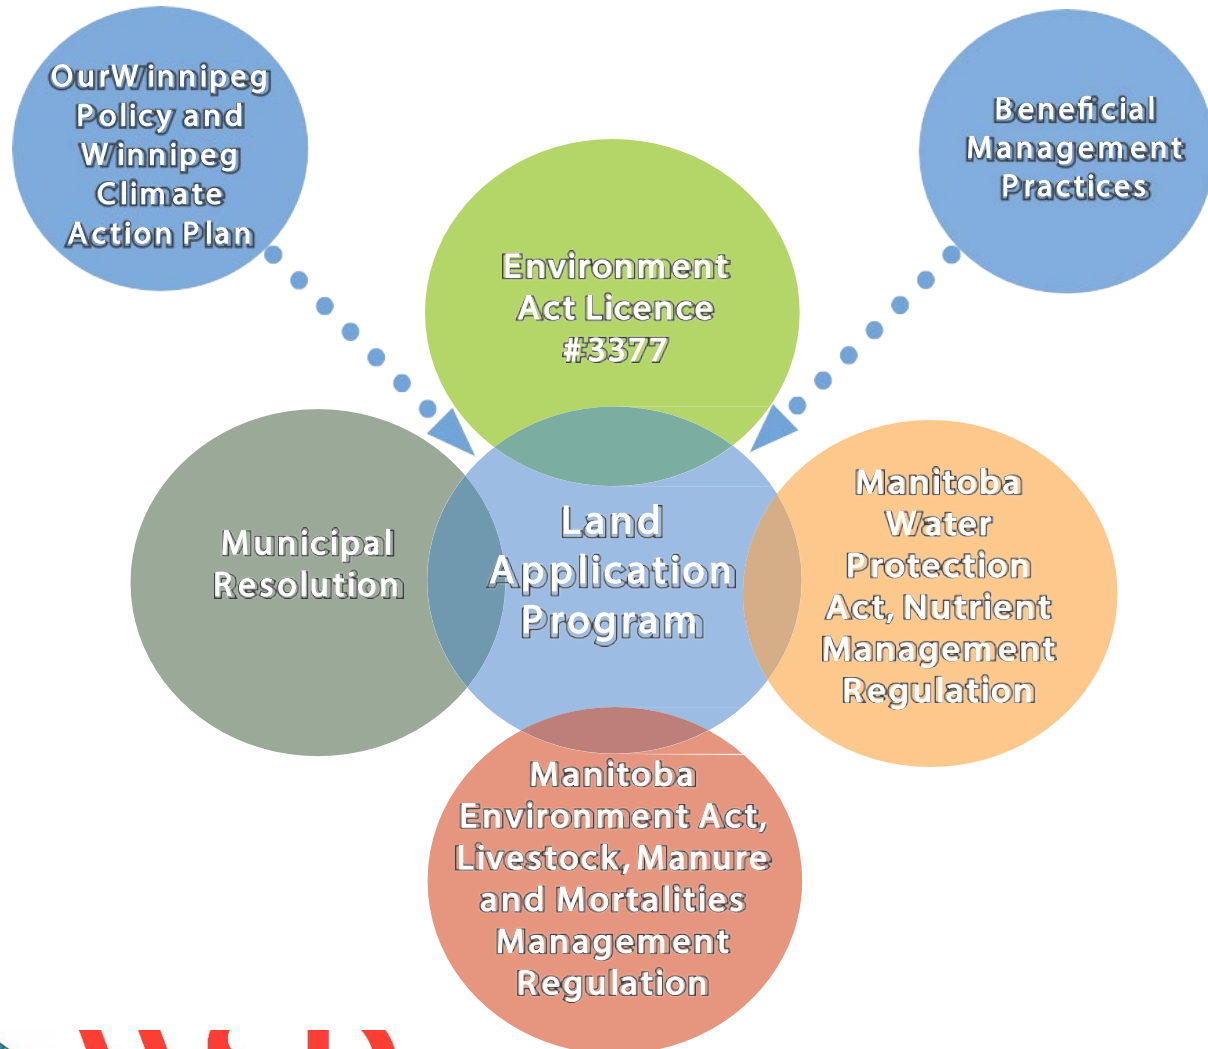 OurWinnipeg
Policy and
Winnipeg
Climate
Action Plan
Beneficial
Management
Practices
Environment
Act Licence
#3377
Municipal
Resolution
Land
Application
Program
Manitoba
Water
Protection
Act, Nutrient
Management
Regulation
Manitoba
Environment Act,
Livestock, Manure
and Mortalities
Management
Regulation